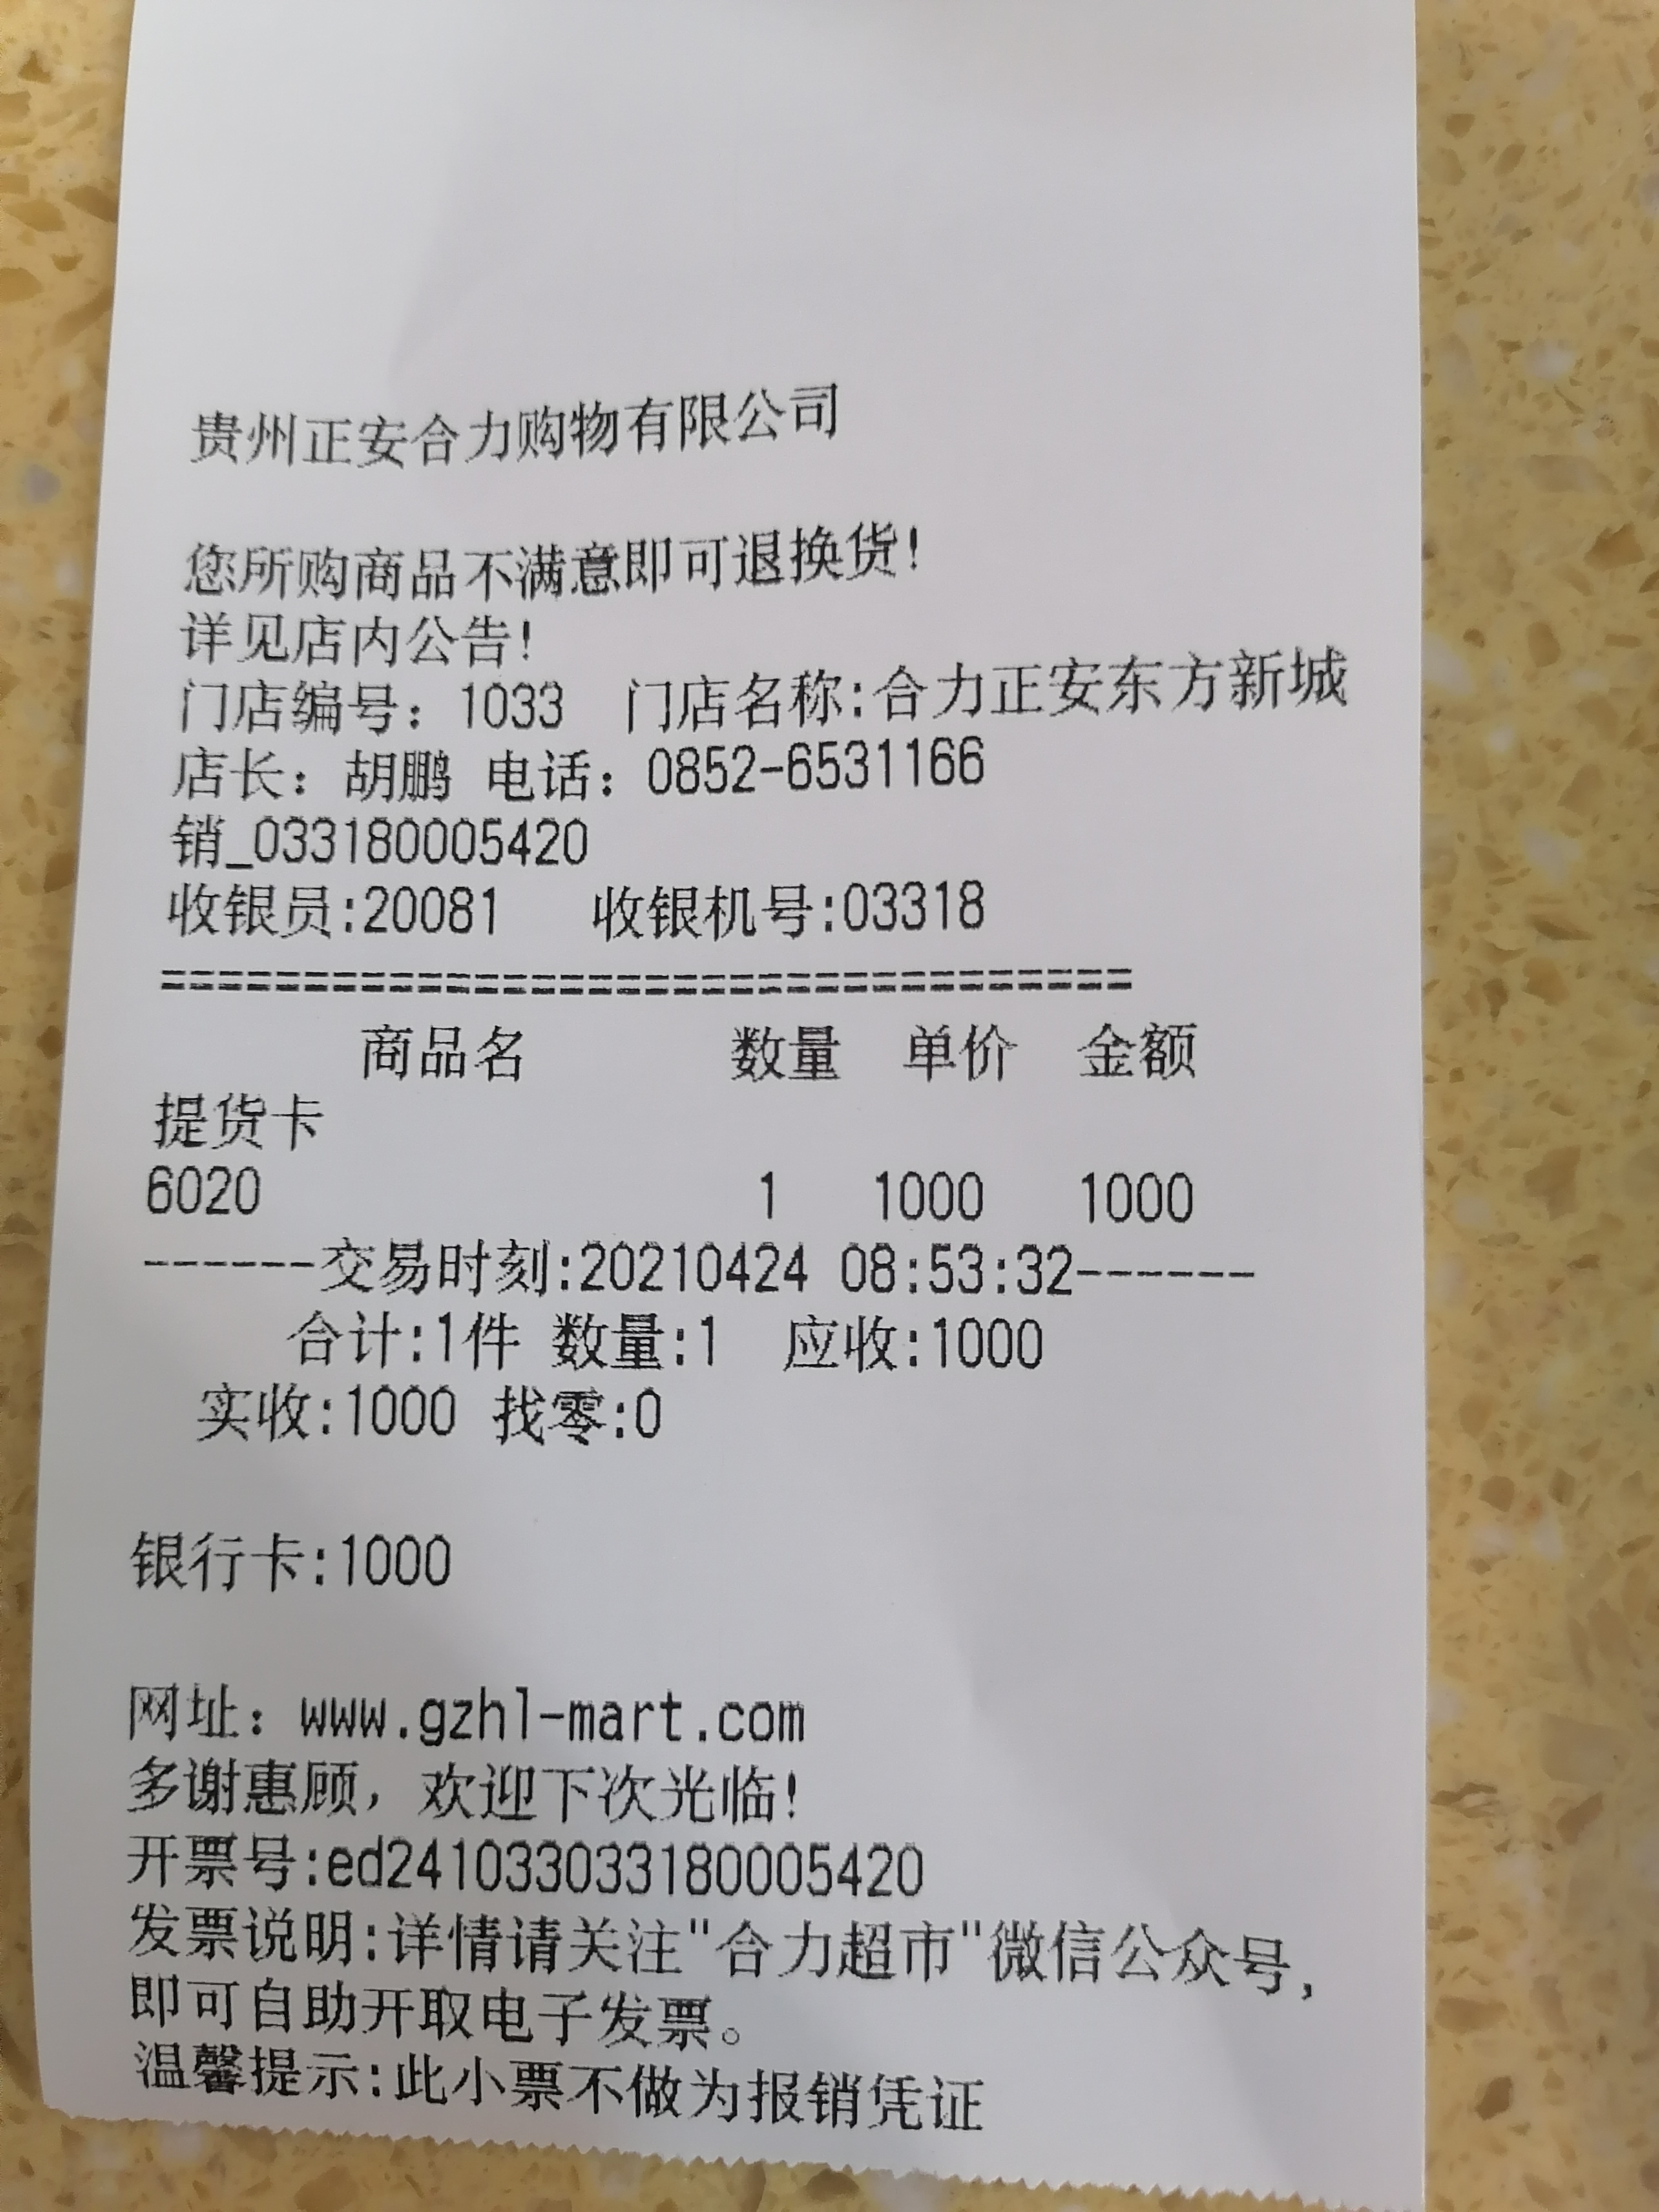 贵州正安合力购物有限公司
您所购商品不满意即可退换货!
详见店内公告!
门店编号：1033 门店名称:合力正安东方新城
店长：胡鹏 电话：0852-6531166
销_033180005420
收银员:20081 收银机号:03318
==================================
商品名 数量 单价 金额
提货卡
6020 1 1000 1000
------交易时刻:20210424 08:53:32------
合计:1件 数量:1 应收:1000
实收:1000 找零:0
银行卡:1000
网址：www.gzhl-mart.com
多谢惠顾，欢迎下次光临!
开票号:ed241033033180005420
发票说明:详情请关注"合力超市"微信公众号,
即可自助开取电子发票。
温馨提示:此小票不做为报销凭证